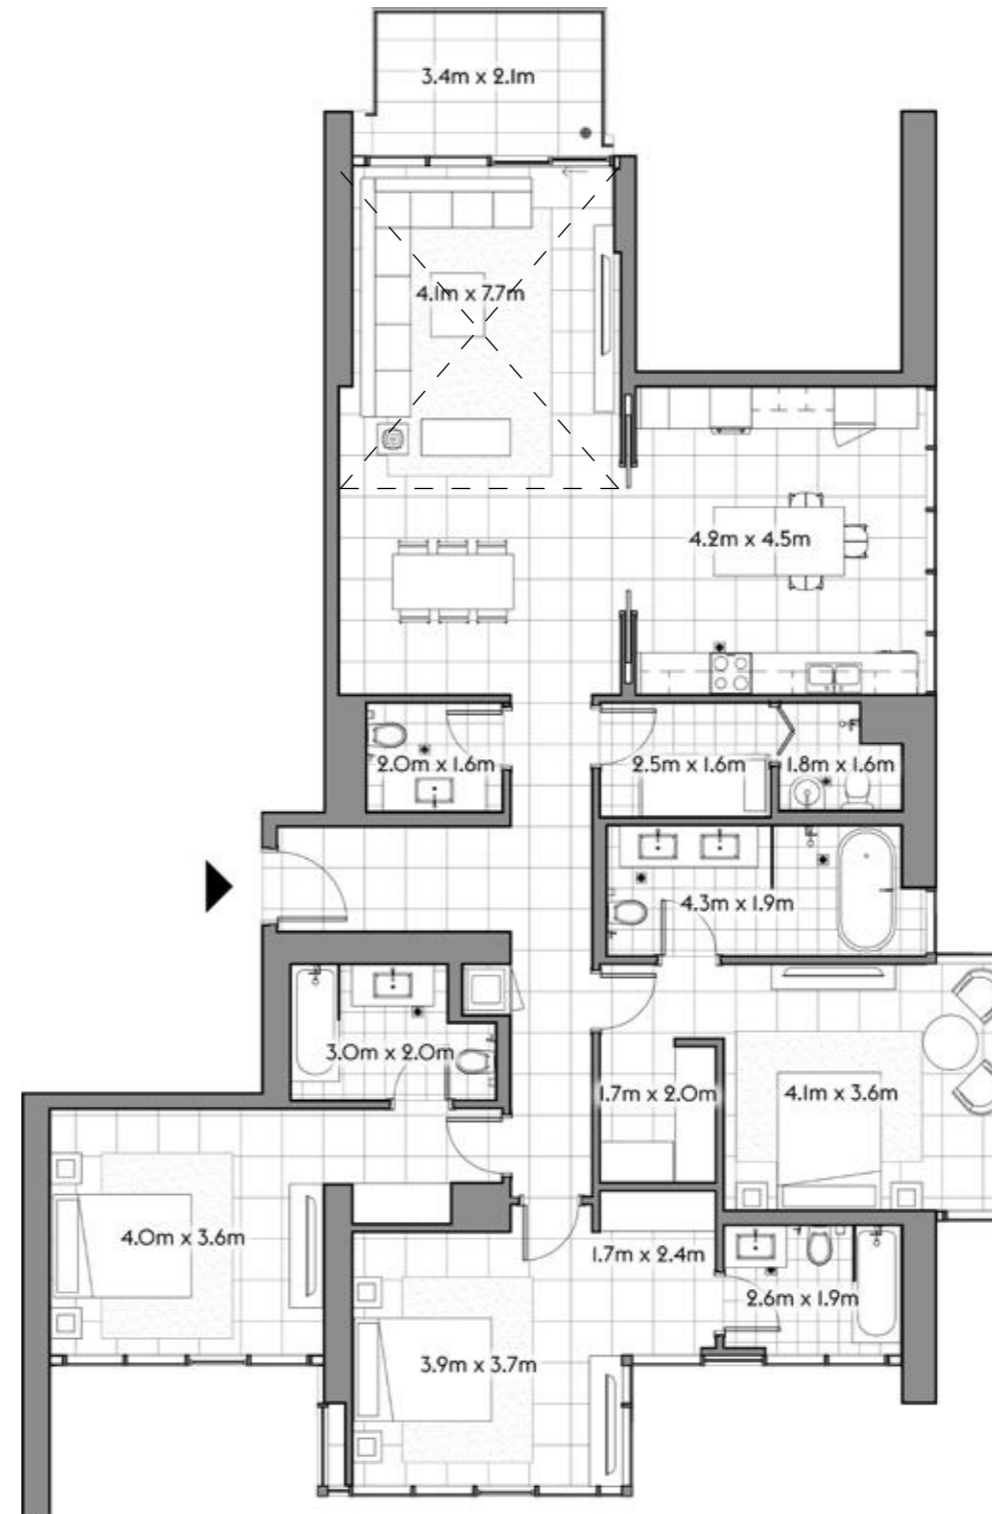 3.4m x 2.1m
4.1m x 7.7m
4.2m x 4.5m
2.0m x 1.6m
2.5m x 1.6m
1.8m x 1.6m
4.3m x 1.9m
3.0m x 2.0m
1.7m x 2.0m
4.1m x 3.6m
4.0m x 3.6m
1.7m x 2.4m
2.6m x 1.9m
3.9m x 3.7m